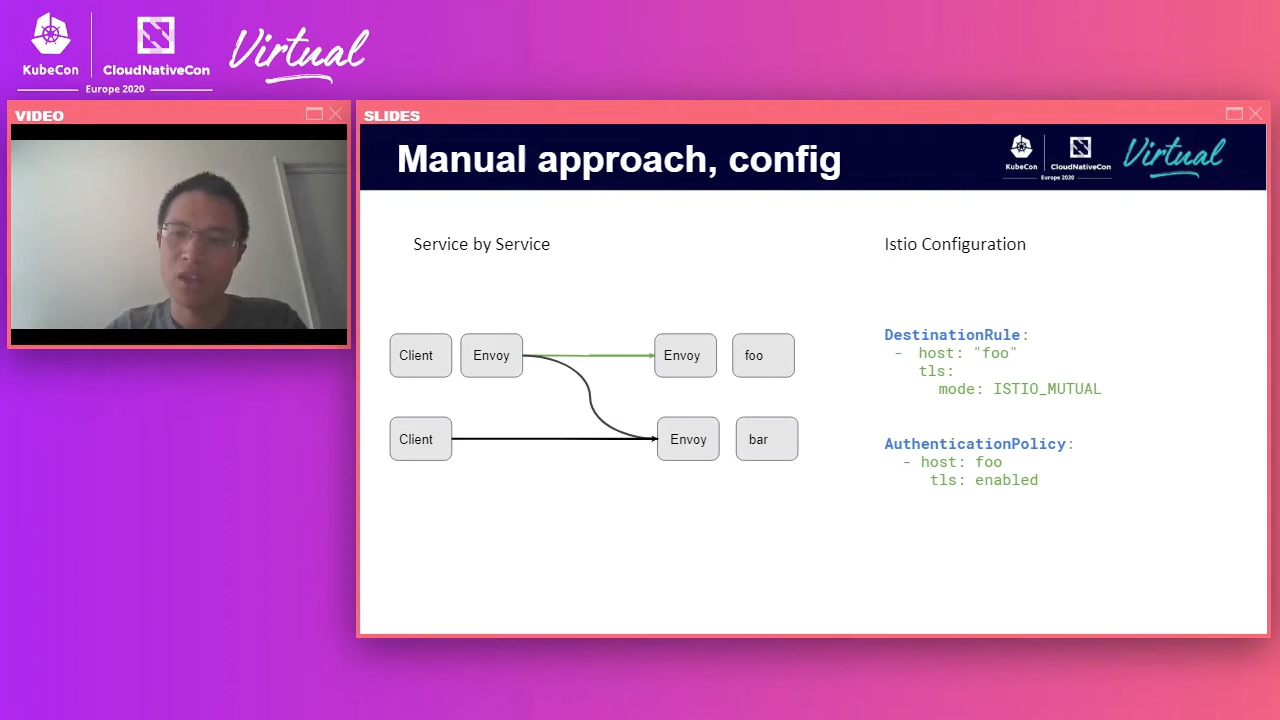 KubeCon
CloudNativeCon
Virtual
Europe 2020
VIDEO
SLIDES
Manual approach, config
KubeCon
CloudNativeCon
Virtual
Europe 2020
Service by Service
Client
Envoy
Envoy
foo
Client
Envoy
bar
Istio Configuration
DestinationRule:
- host: "foo"
tls:
mode: ISTIO_MUTUAL
AuthenticationPolicy:
- host: foo
tls: enabled